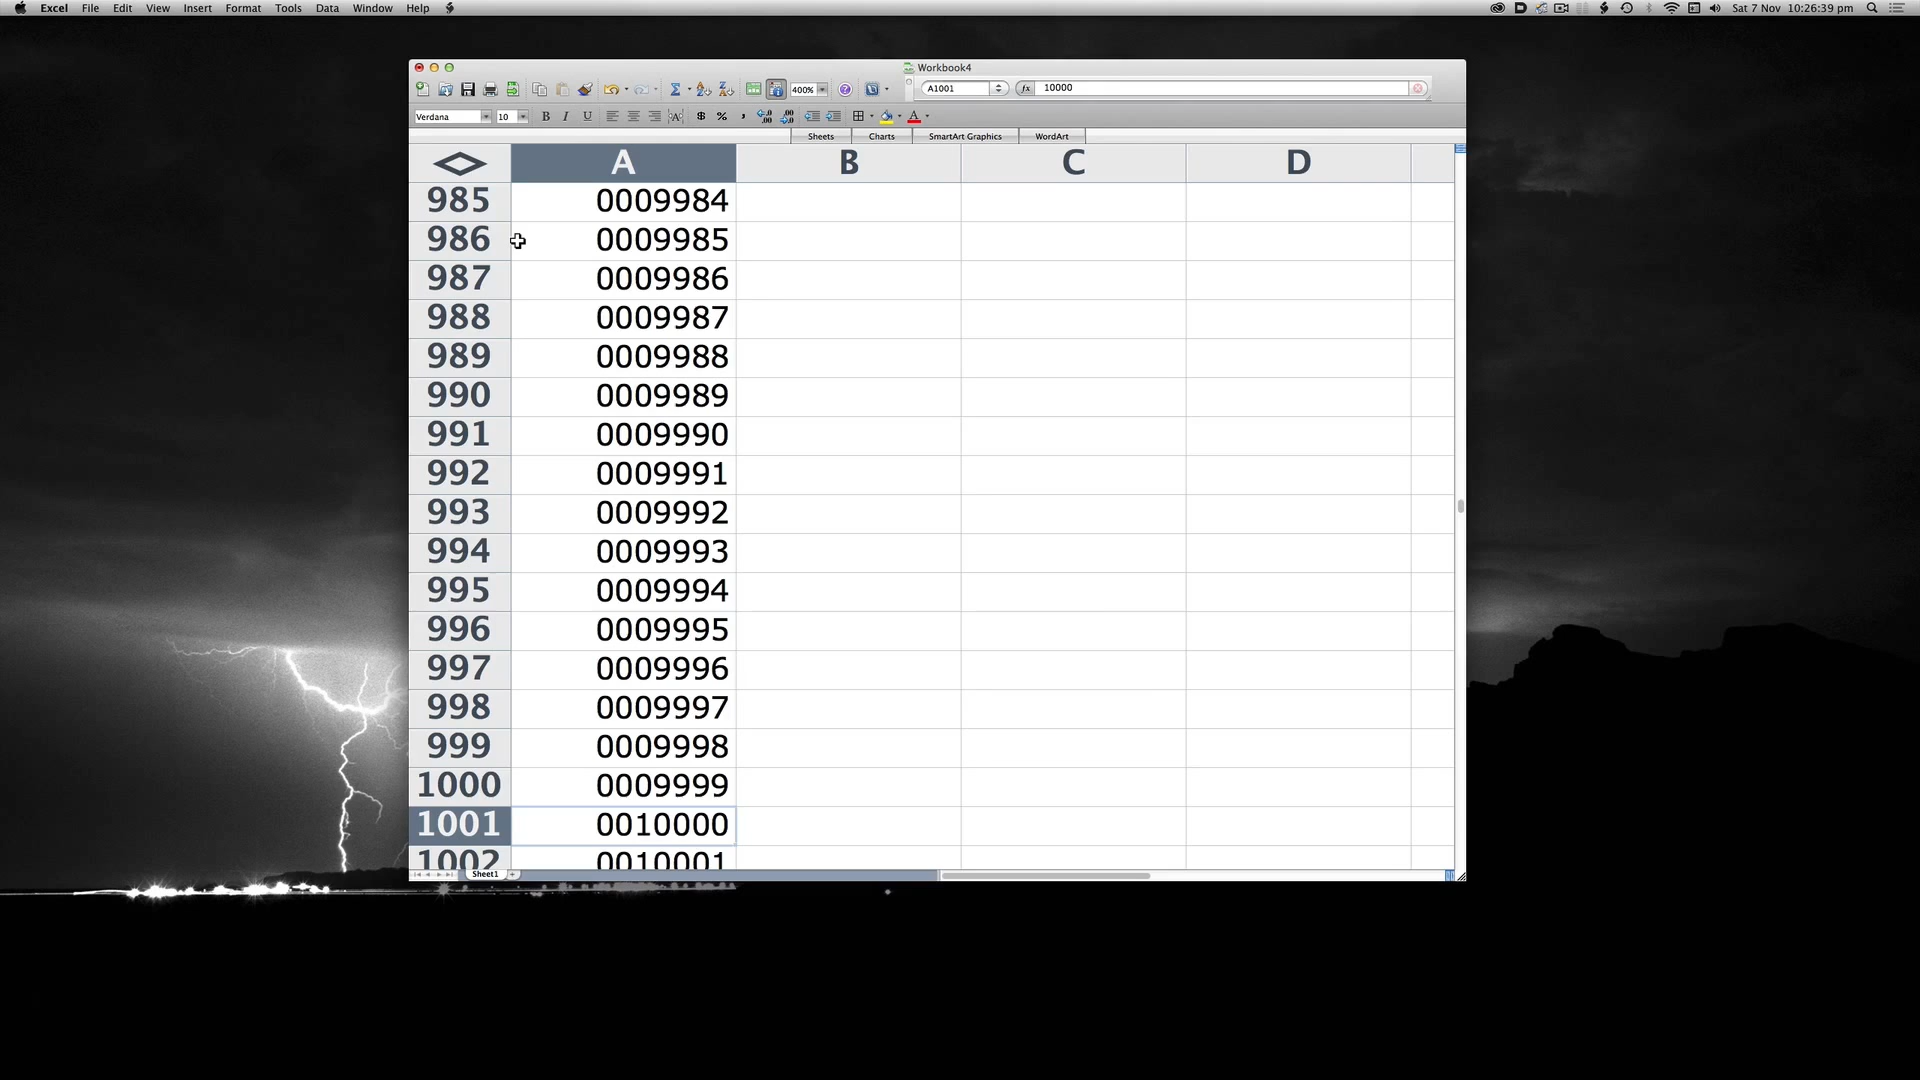 Excel File Edit View Insert Format Tools Data Window Help
Sat 7 Nov 10:26:39 pm
Workbook4
400% A1001 fx 10000
Verdana 10 B I U $ % ,
Sheets Charts SmartArt Graphics WordArt
A B C D
985 0009984
986 0009985
987 0009986
988 0009987
989 0009988
990 0009989
991 0009990
992 0009991
993 0009992
994 0009993
995 0009994
996 0009995
997 0009996
998 0009997
999 0009998
1000 0009999
1001 0010000
1002 0010001
Sheet1